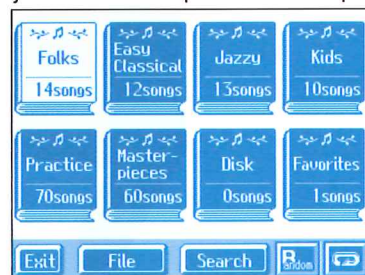 Folks
14songs
Easy
Classical
12songs
Jazzy
13songs
Kids
10songs
Practice
70songs
Master-
pieces
60songs
Disk
0songs
Favorites
1songs
Exit
File
Search
Random